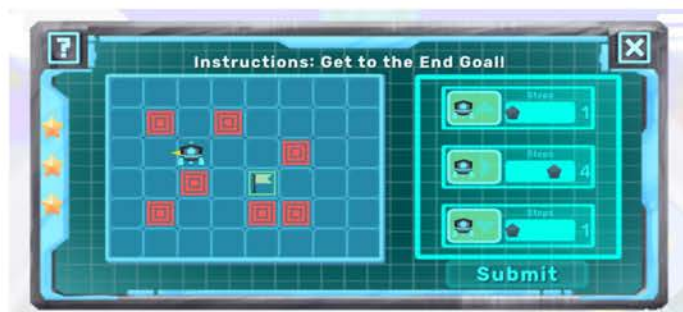 ?
Instructions: Get to the End Goal!
Steps
1
Steps
4
Steps
1
Submit